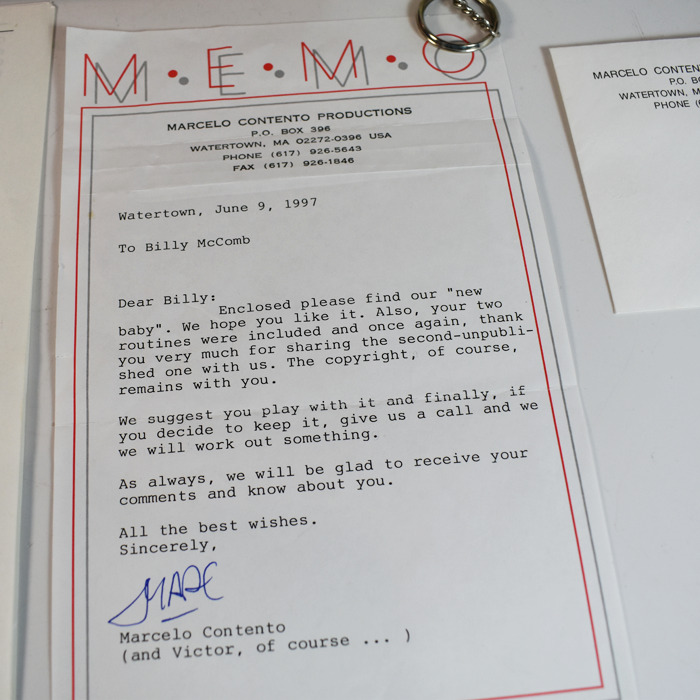 M·E·M·O
MARCELO CONTENTO PRODUCTIONS
P.O. BOX 396
WATERTOWN, MA 02272-0396 USA
PHONE (617) 926-5643
FAX (617) 926-1846
Watertown, June 9, 1997
To Billy McComb
Dear Billy:
Enclosed please find our "new
baby". We hope you like it. Also, your two
routines were included and once again, thank
you very much for sharing the second-unpubli-
shed one with us. The copyright, of course,
remains with you.
We suggest you play with it and finally, if
you decide to keep it, give us a call and we
we will work out something.
As always, we will be glad to receive your
comments and know about you.
All the best wishes.
Sincerely,
Marcelo Contento
(and Victor, of course ... )
MARCELO
P.O.
WATERTOWN,
PHONE